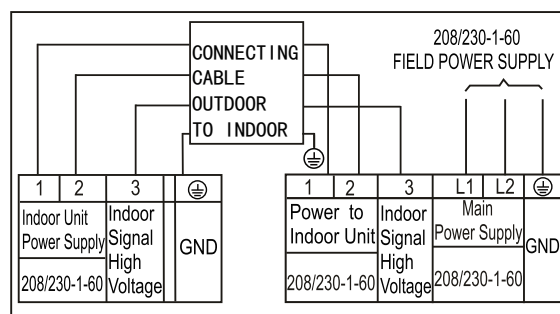 CONNECTING
CABLE
OUTDOOR
TO INDOOR
208/230-1-60
FIELD POWER SUPPLY
1 2 3
Indoor Unit
Power Supply
208/230-1-60
Indoor
Signal
High
Voltage
GND
1 2 3 L1 L2
Power to
Indoor Unit
208/230-1-60
Indoor
Signal
High
Voltage
Main
Power Supply
208/230-1-60
GND